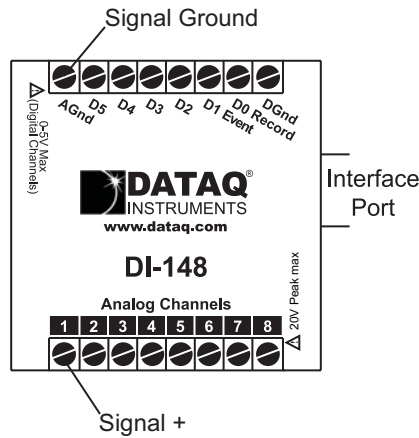 Signal Ground
AGnd D5 D4 D3 D2 D1 Event D0 Record DGnd
⚠ 0-5V Max
(Digital Channels)
DATAQ®
INSTRUMENTS
www.dataq.com
Interface
Port
DI-148
Analog Channels
⚠ 20V Peak max
1 2 3 4 5 6 7 8
Signal +